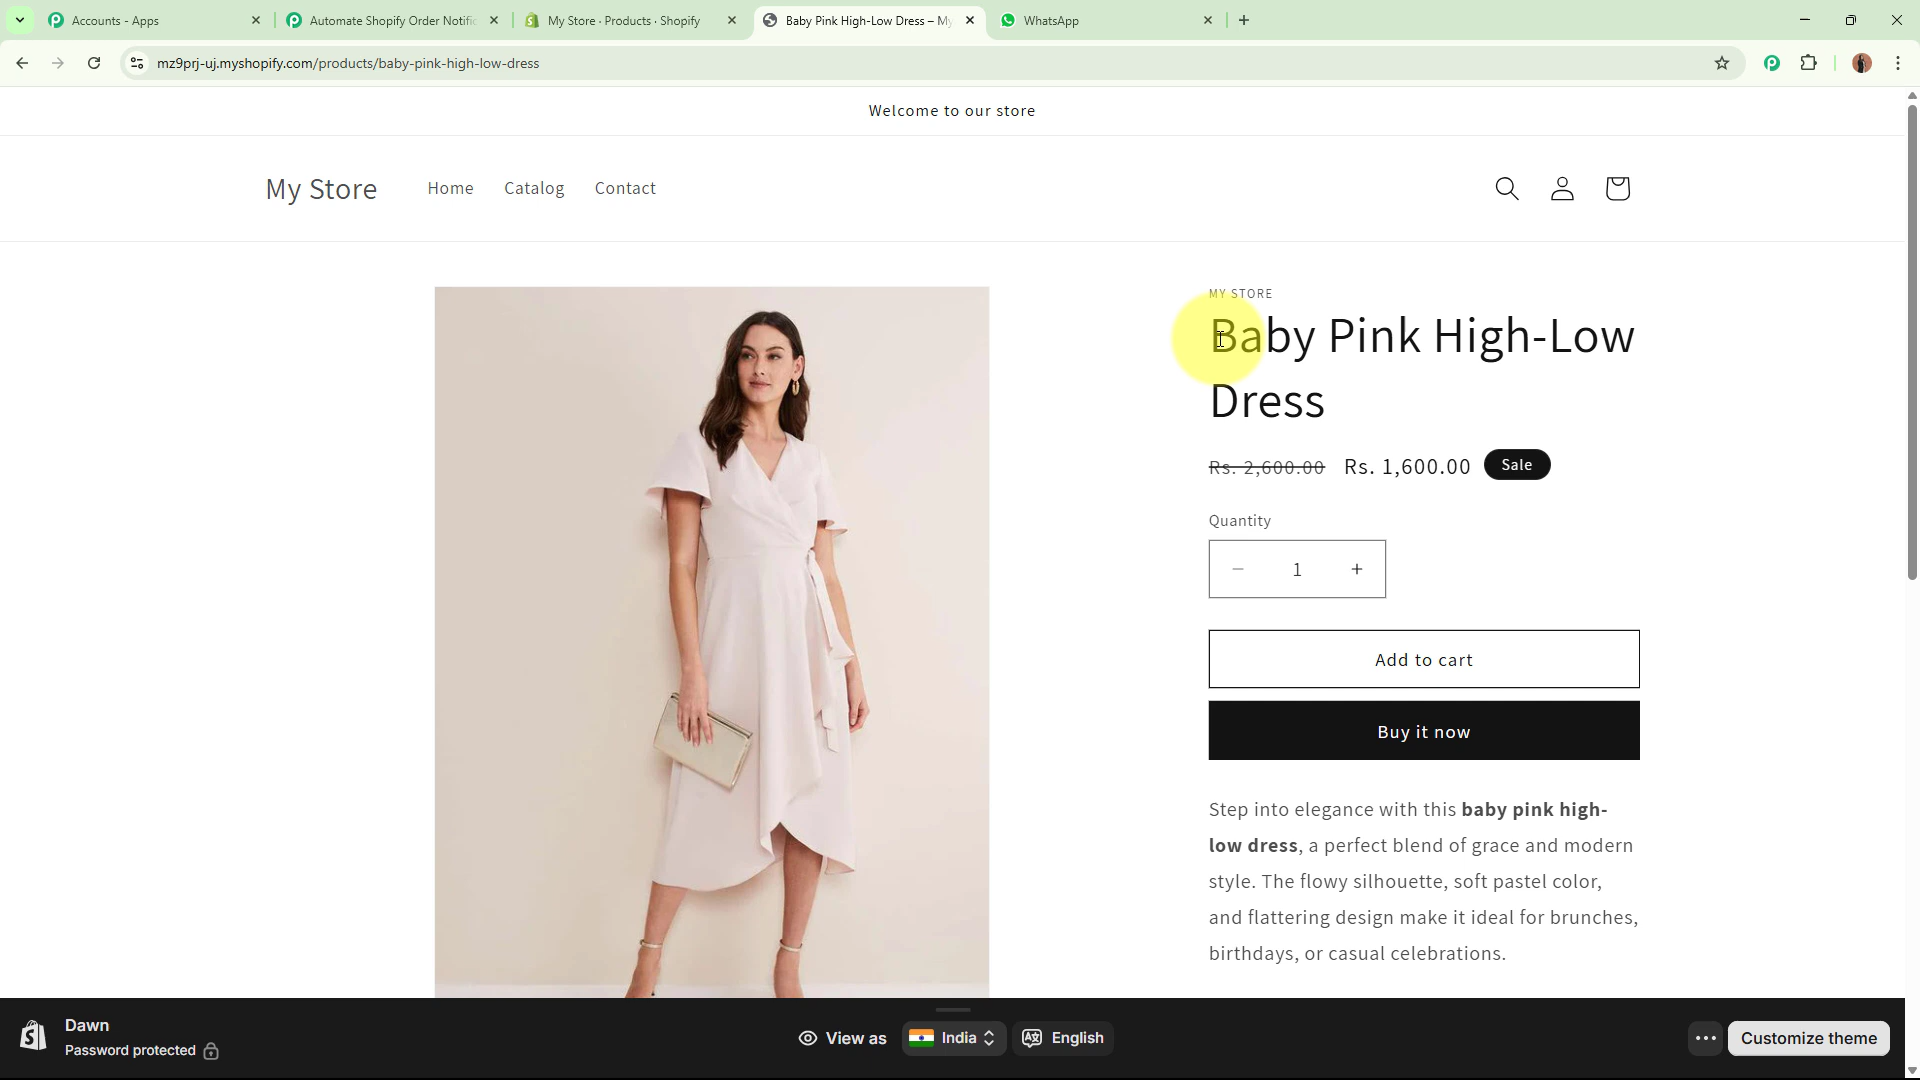 Accounts - Apps
Automate Shopify Order Notific
My Store · Products · Shopify
Baby Pink High-Low Dress – My
WhatsApp
mz9prj-uj.myshopify.com/products/baby-pink-high-low-dress
Welcome to our store
My Store
Home
Catalog
Contact
MY STORE
Baby Pink High-Low
Dress
Rs. 2,600.00 Rs. 1,600.00 Sale
Quantity
− 1 +
Add to cart
Buy it now
Step into elegance with this baby pink high-
low dress, a perfect blend of grace and modern
style. The flowy silhouette, soft pastel color,
and flattering design make it ideal for brunches,
birthdays, or casual celebrations.
Dawn
Password protected
View as
India
English
Customize theme